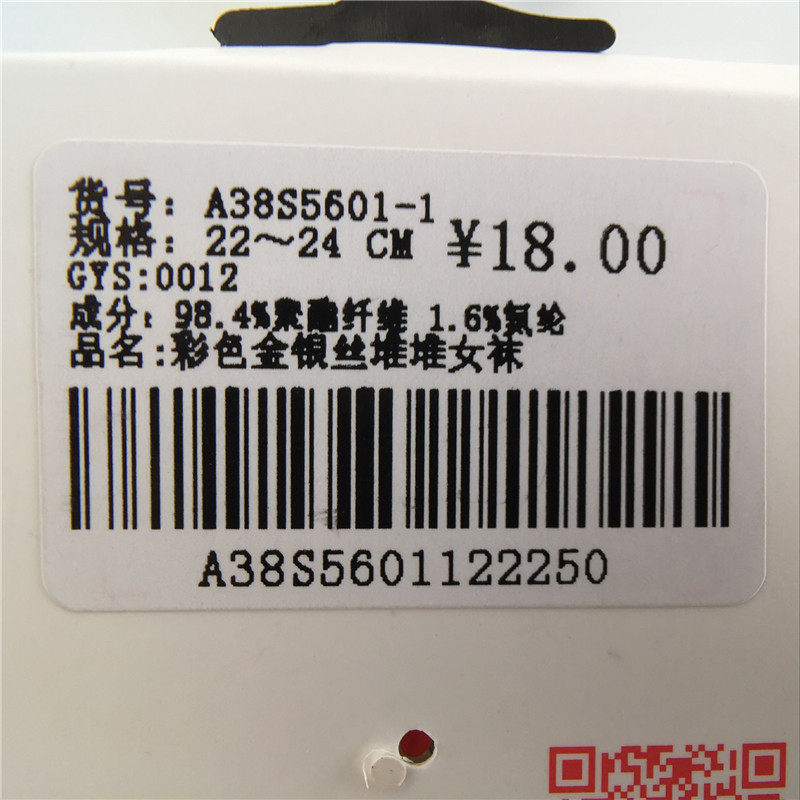 货号: A38S5601-1
规格: 22～24 CM ¥18.00
GYS:0012
成分: 98.4%聚酯纤维 1.6%氨纶
品名:彩色金银丝堆堆女袜
A38S5601122250